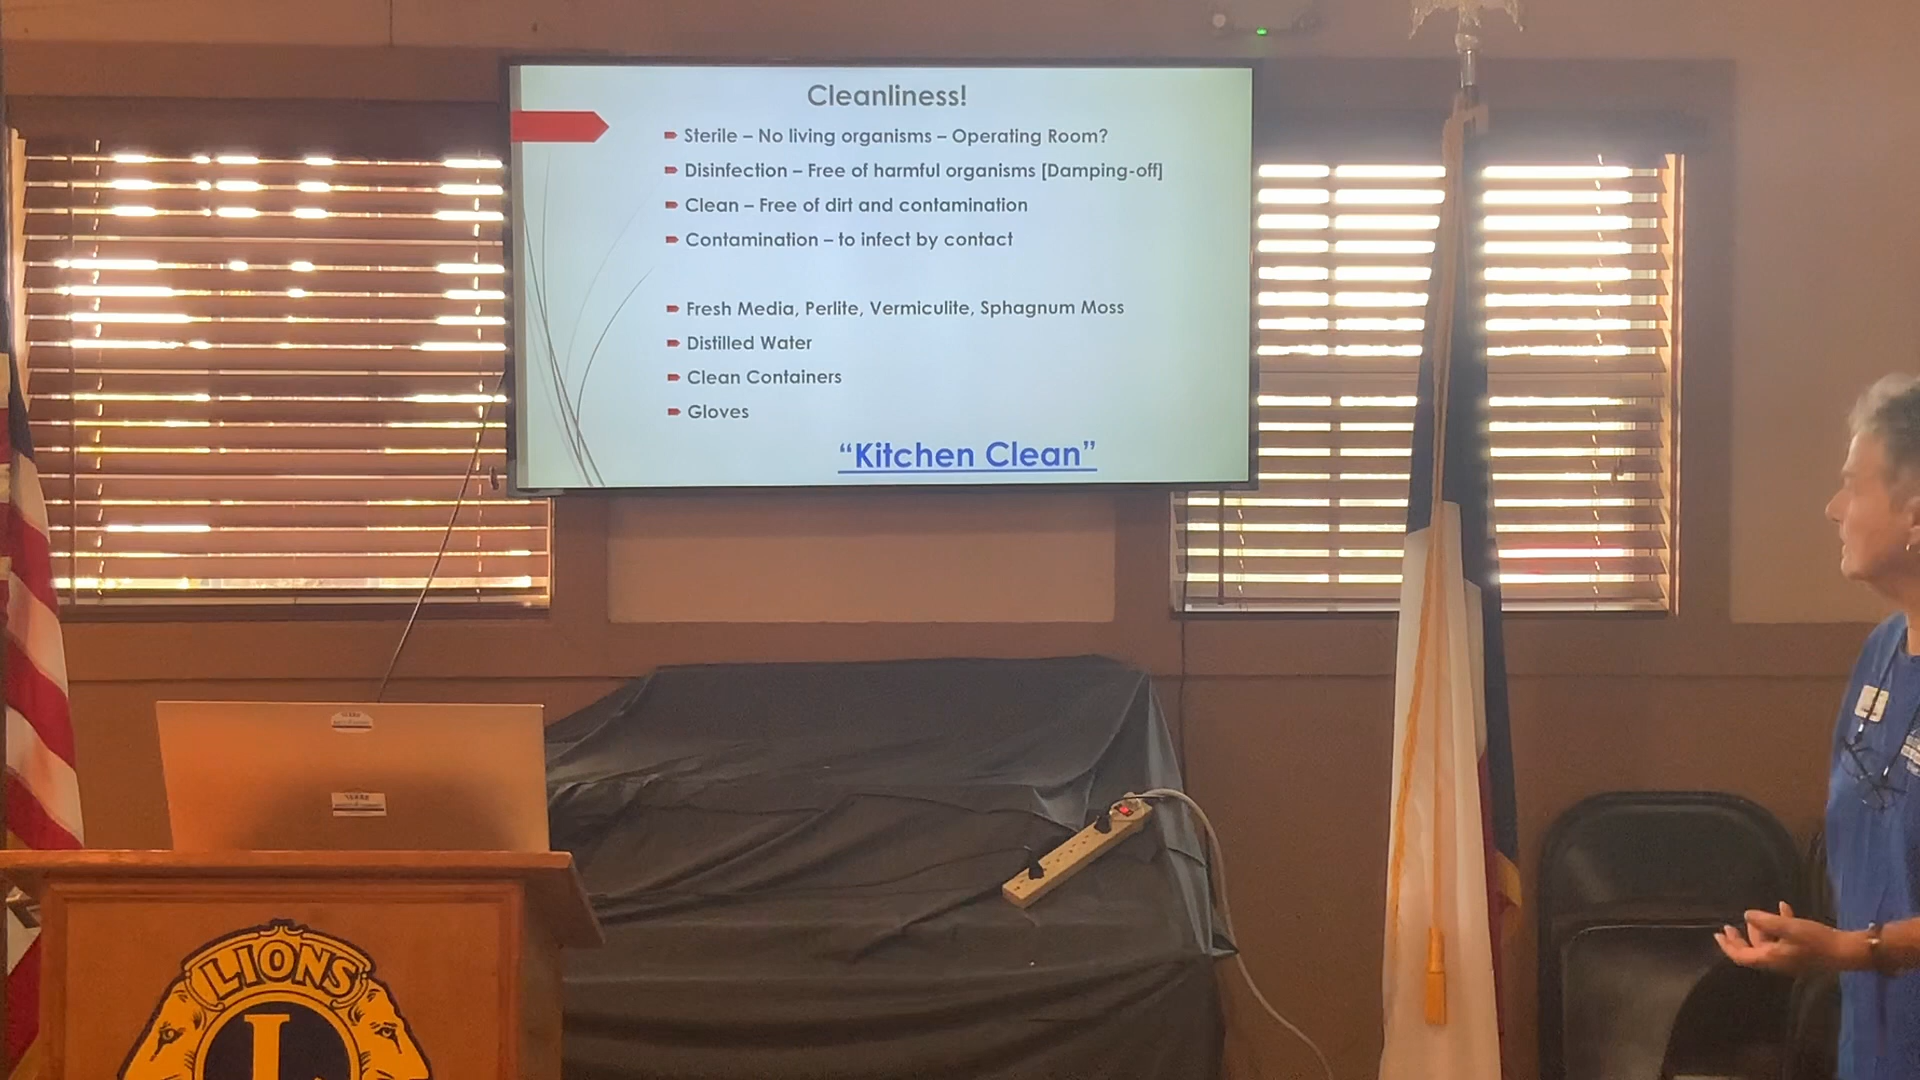 Cleanliness!
Sterile – No living organisms – Operating Room?
Disinfection – Free of harmful organisms [Damping-off]
Clean – Free of dirt and contamination
Contamination – to infect by contact
Fresh Media, Perlite, Vermiculite, Sphagnum Moss
Distilled Water
Clean Containers
Gloves
“Kitchen Clean”
LIONS
L